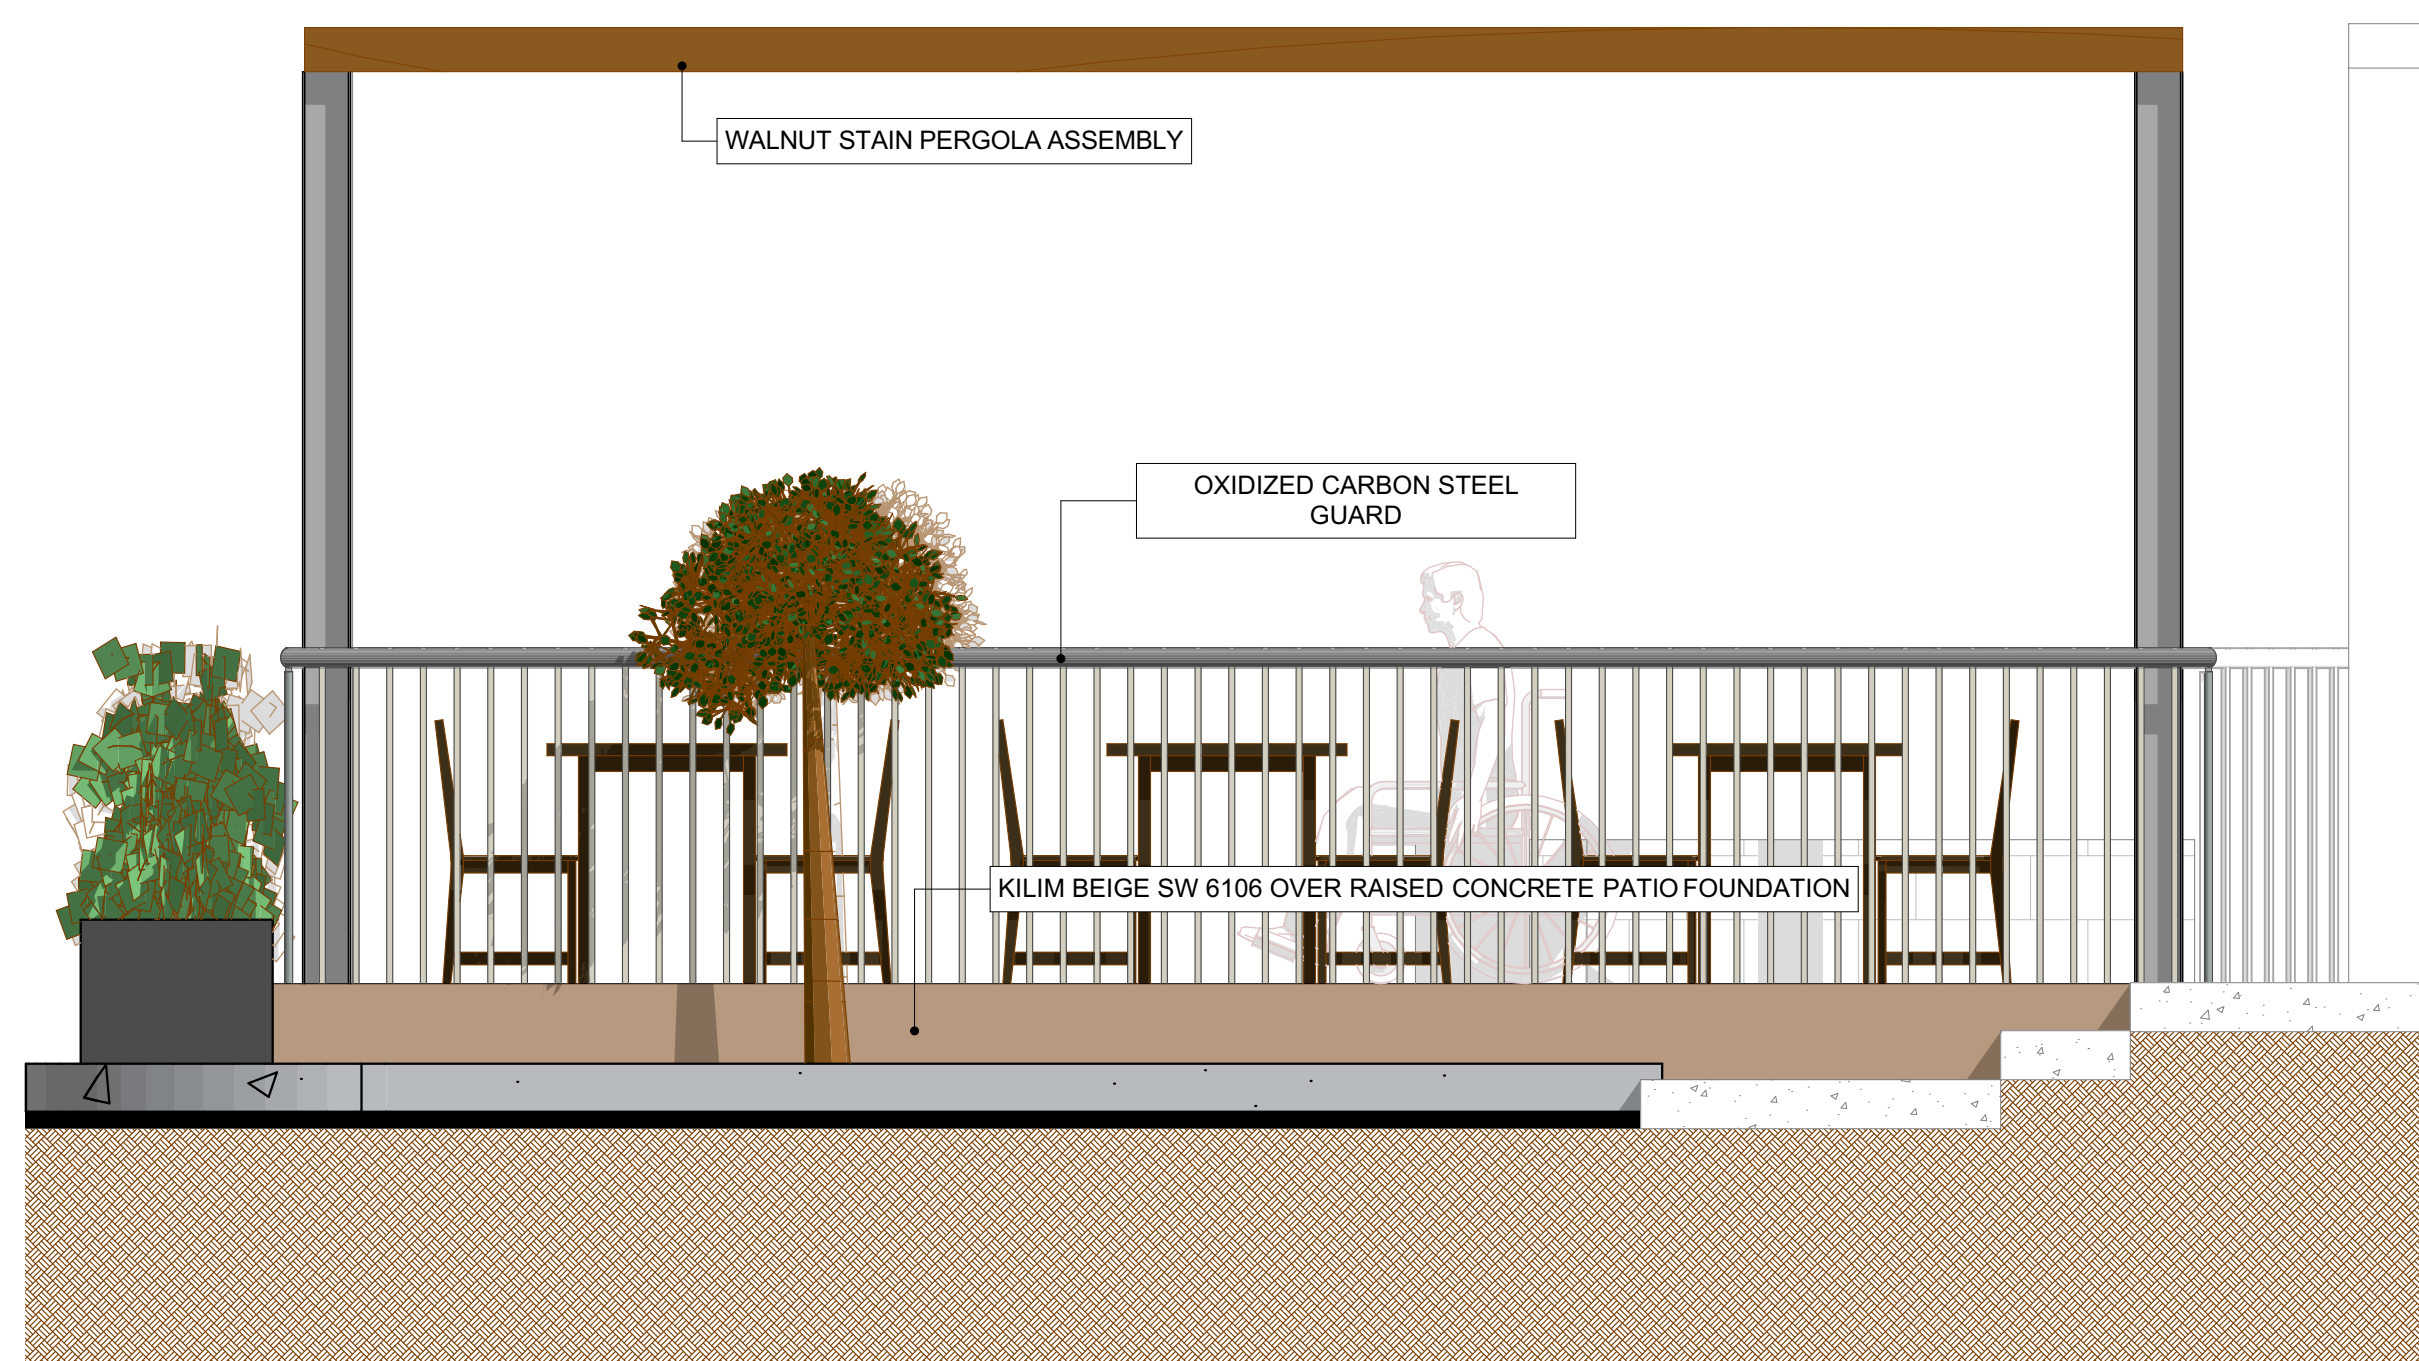 WALNUT STAIN PERGOLA ASSEMBLY
OXIDIZED CARBON STEEL
GUARD
KILIM BEIGE SW 6106 OVER RAISED CONCRETE PATIO FOUNDATION